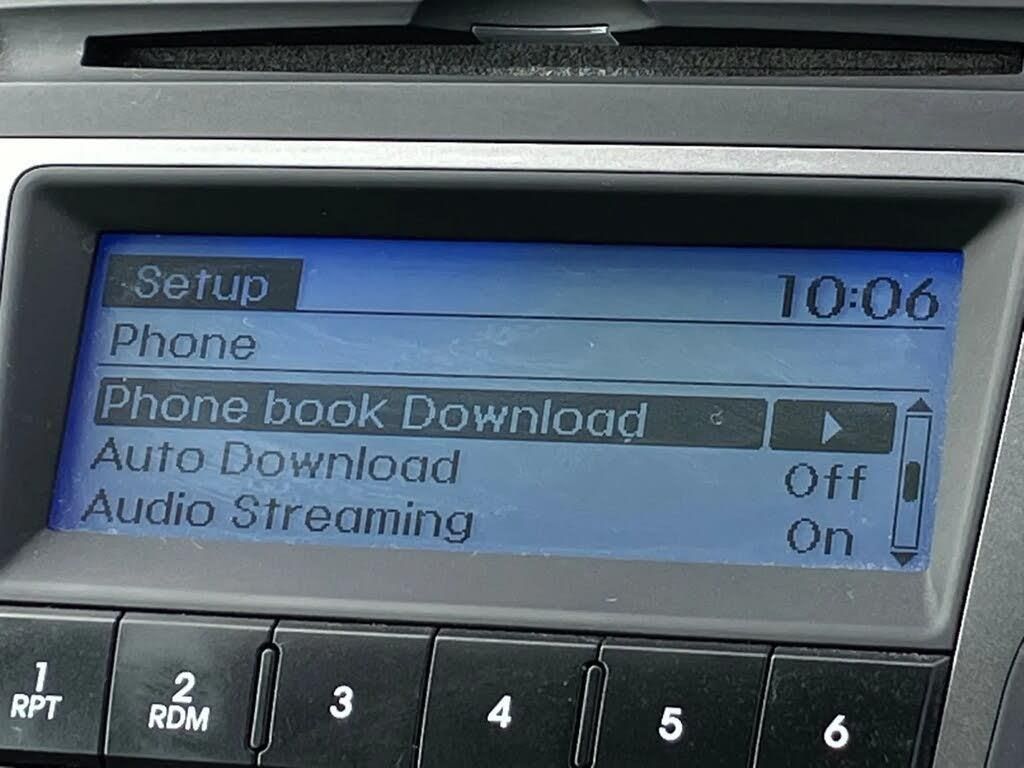 Setup 10:06
Phone
Phone book Download
Auto Download Off
Audio Streaming On
1 2 3 4 5 6
RPT RDM